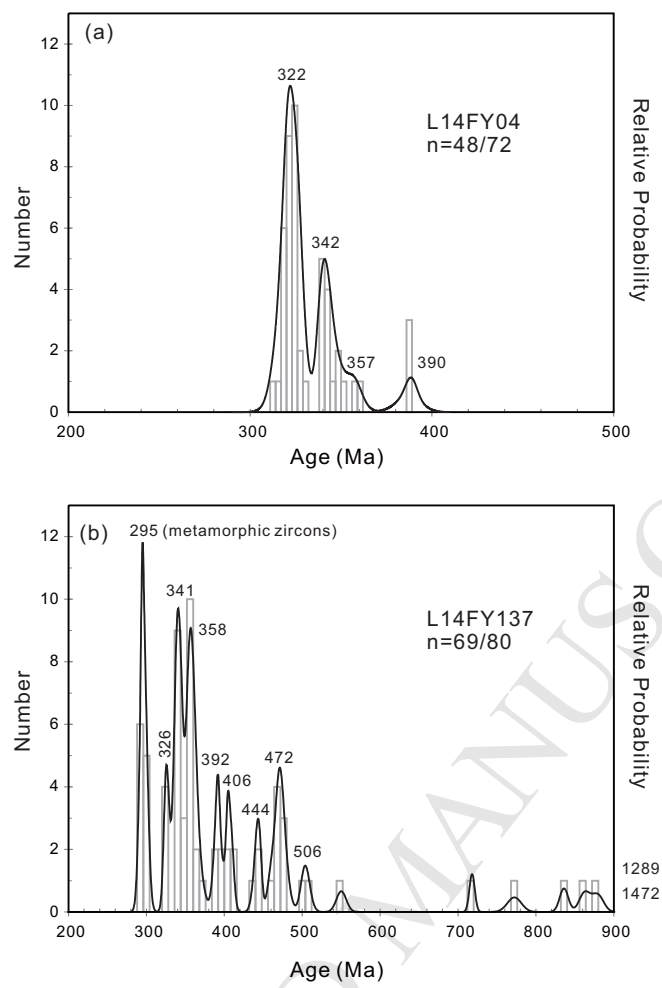 (a)
12
10
8
6
4
2
0
Number
322
342
357
390
L14FY04
n=48/72
Relative Probability
200
300
400
500
Age (Ma)
(b)
12
10
8
6
4
2
0
Number
295 (metamorphic zircons)
341
358
326
392
406
444
472
506
L14FY137
n=69/80
1289
1472
Relative Probability
200
300
400
500
600
700
800
900
Age (Ma)
D MANUSC